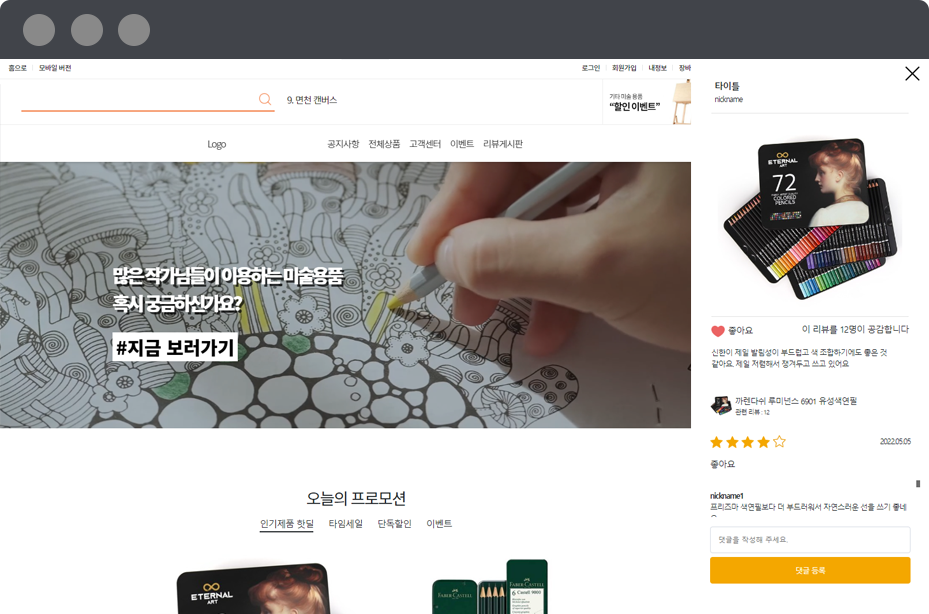 홈으로
모바일 버전
로그인
회원가입
내정보
장바
9. 면천 캔버스
기타 미술 용품
“할인 이벤트”
Logo
공지사항
전체상품
고객센터
이벤트
리뷰게시판
많은 작가님들이 이용하는 미술용품
혹시 궁금하신가요?
#지금 보러가기
오늘의 프로모션
인기제품 핫딜
타임세일
단독할인
이벤트
ETERNAL
ART
FABER-CASTELL
FABER-CASTELL
6 Castell 9000
타이틀
nickname
ETERNAL
ART
72
COLORED
PENCILS
좋아요
이 리뷰를 12명이 공감합니다
신한이 제일 발림성이 부드럽고 색 조합하기에도 좋은 것
같아요. 제일 저렴해서 쟁겨두고 쓰고 있어요
까렌다쉬 루미넌스 6901 유성색연필
관련 리뷰 : 12
2022.05.05
좋아요
nickname1
프리즈마 색연필보다 더 부드러워서 자연스러운 선을 쓰기 좋네
댓글을 작성해 주세요.
댓글 등록